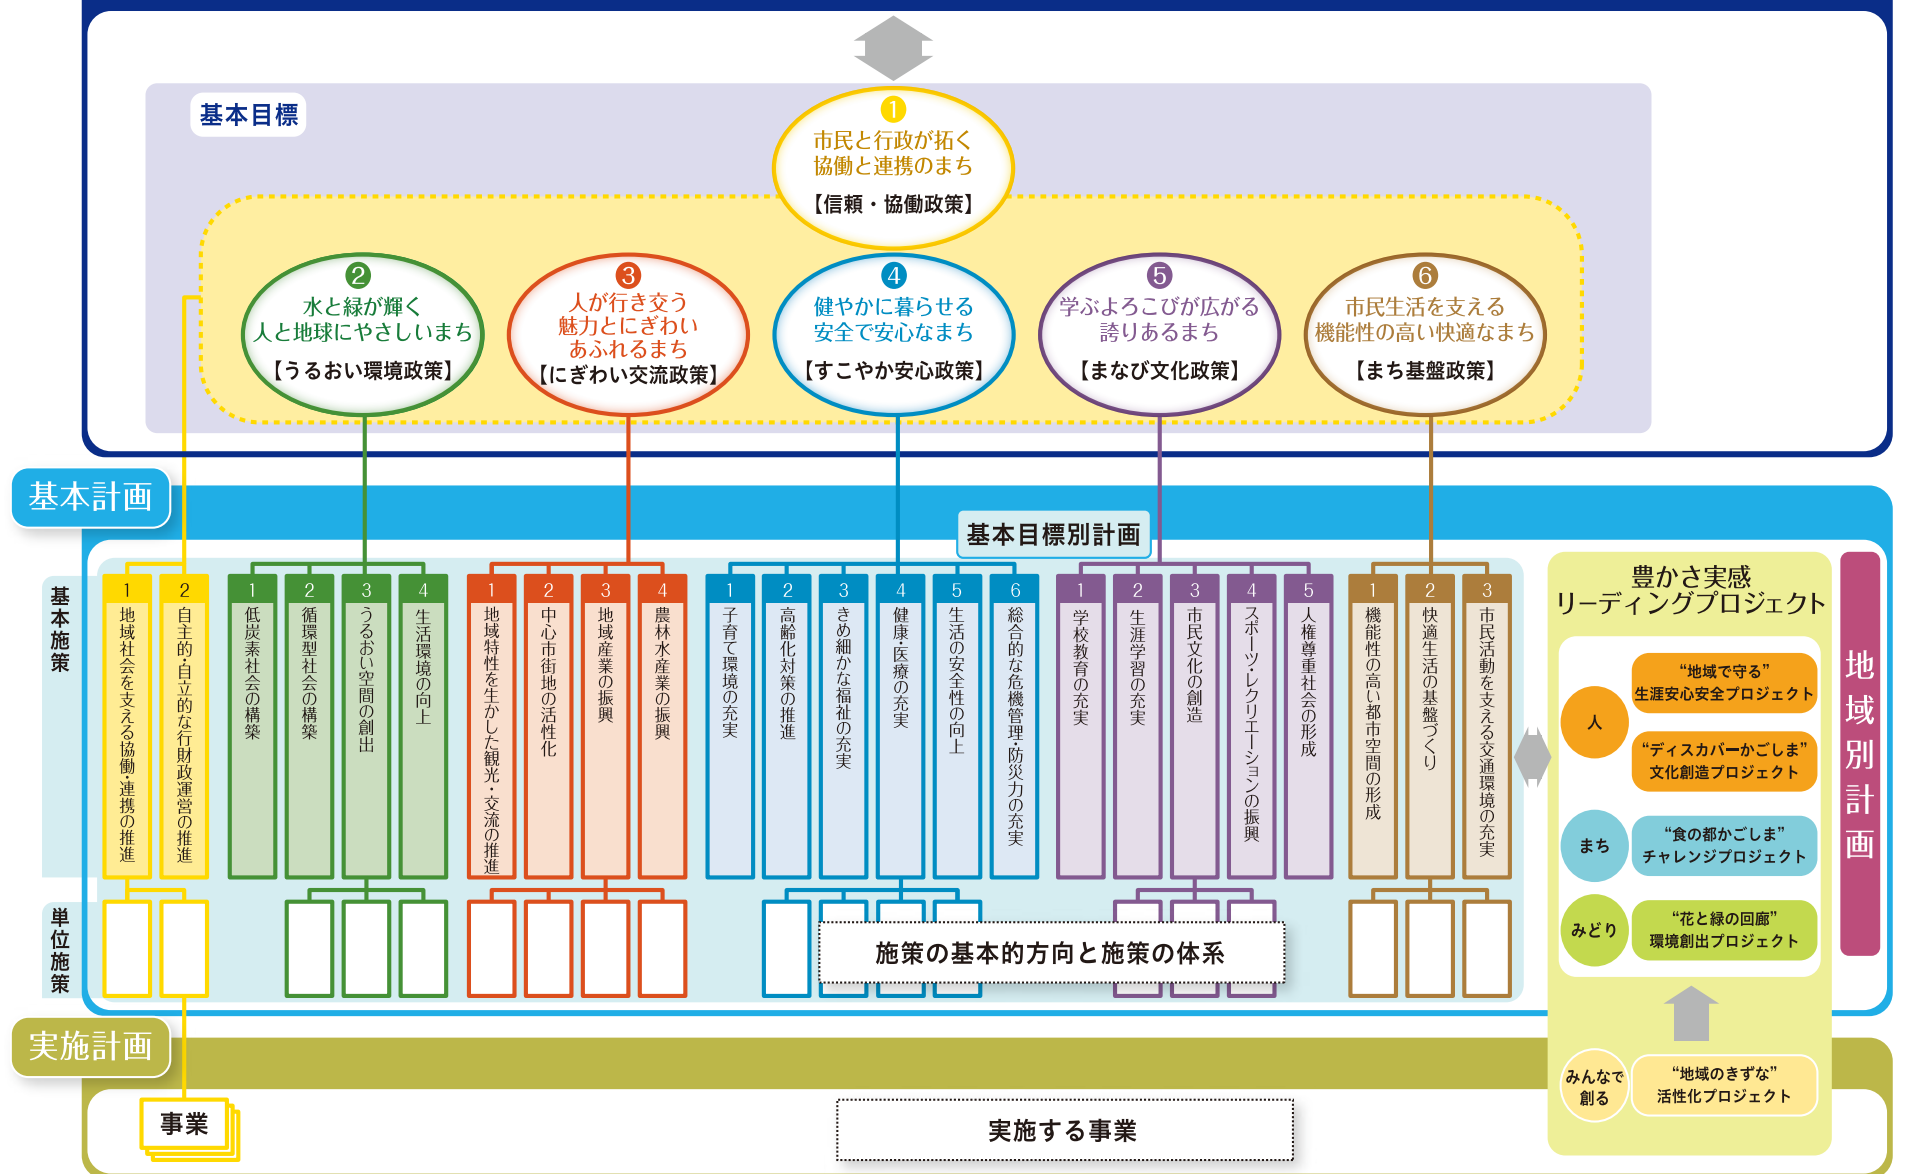 基本目標
1
市民と行政が拓く
協働と連携のまち
【信頼・協働政策】
2
水と緑が輝く
人と地球にやさしいまち
【うるおい環境政策】
3
人が行き交う
魅力とにぎわい
あふれるまち
【にぎわい交流政策】
4
健やかに暮らせる
安全で安心なまち
【すこやか安心政策】
5
学ぶよろこびが広がる
誇りあるまち
【まなび文化政策】
6
市民生活を支える
機能性の高い快適なまち
【まち基盤政策】
基本計画
基本目標別計画
基本施策
1
地域社会を支える協働・連携の推進
2
自主的・自立的な行財政運営の推進
1
低炭素社会の構築
2
循環型社会の構築
3
うるおい空間の創出
4
生活環境の向上
1
地域特性を生かした観光・交流の推進
2
中心市街地の活性化
3
地域産業の振興
4
農林水産業の振興
1
子育て環境の充実
2
高齢化対策の推進
3
きめ細かな福祉の充実
4
健康・医療の充実
5
生活の安全性の向上
6
総合的な危機管理・防災力の充実
1
学校教育の充実
2
生涯学習の充実
3
市民文化の創造
4
スポーツ・レクリエーションの振興
5
人権尊重社会の形成
1
機能性の高い都市空間の形成
2
快適生活の基盤づくり
3
市民活動を支える交通環境の充実
単位施策
施策の基本的方向と施策の体系
豊かさ実感
リーディングプロジェクト
人
“地域で守る”
生涯安心安全プロジェクト
“ディスカバーかごしま”
文化創造プロジェクト
まち
“食の都かごしま”
チャレンジプロジェクト
みどり
“花と緑の回廊”
環境創出プロジェクト
みんなで
創る
“地域のきずな”
活性化プロジェクト
地域別計画
実施計画
事業
実施する事業